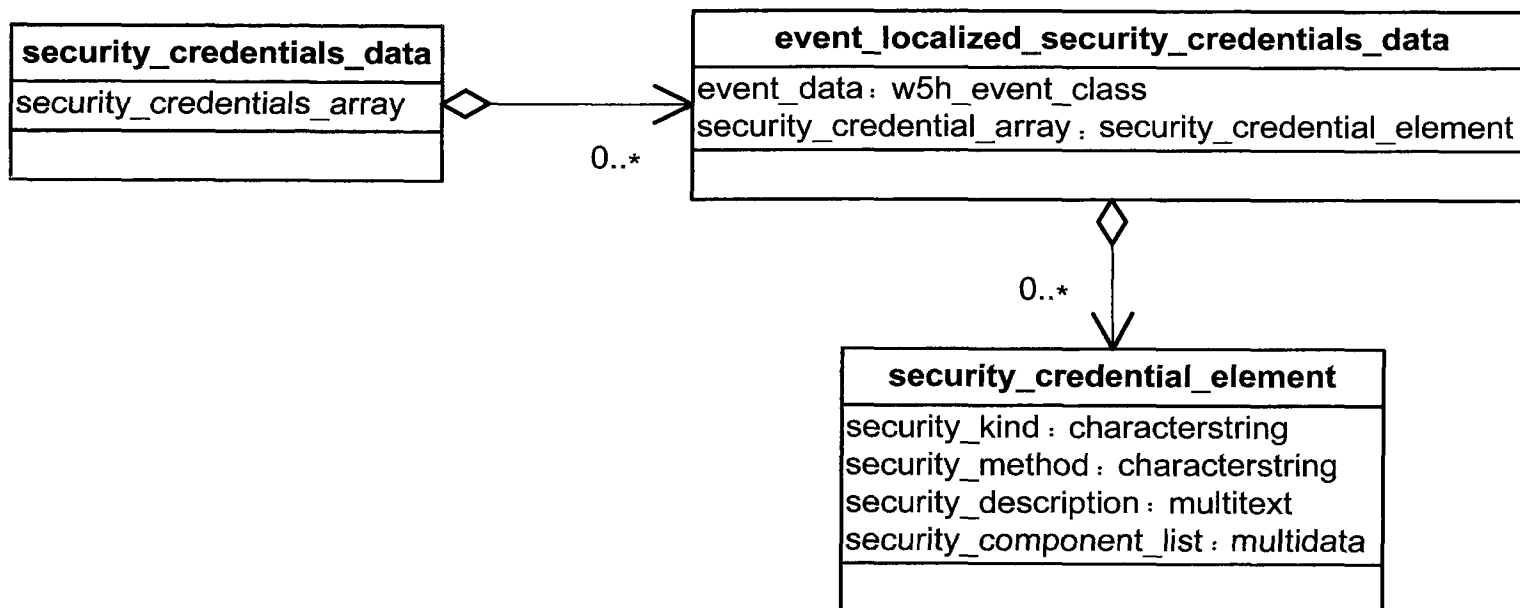 security_credentials_data
security_credentials_array
event_localized_security_credentials_data
event_data: w5h_event_class
security_credential_array: security_credential_element
0..*
0..*
security_credential_element
security_kind: characterstring
security_method: characterstring
security_description: multitext
security_component_list: multidata